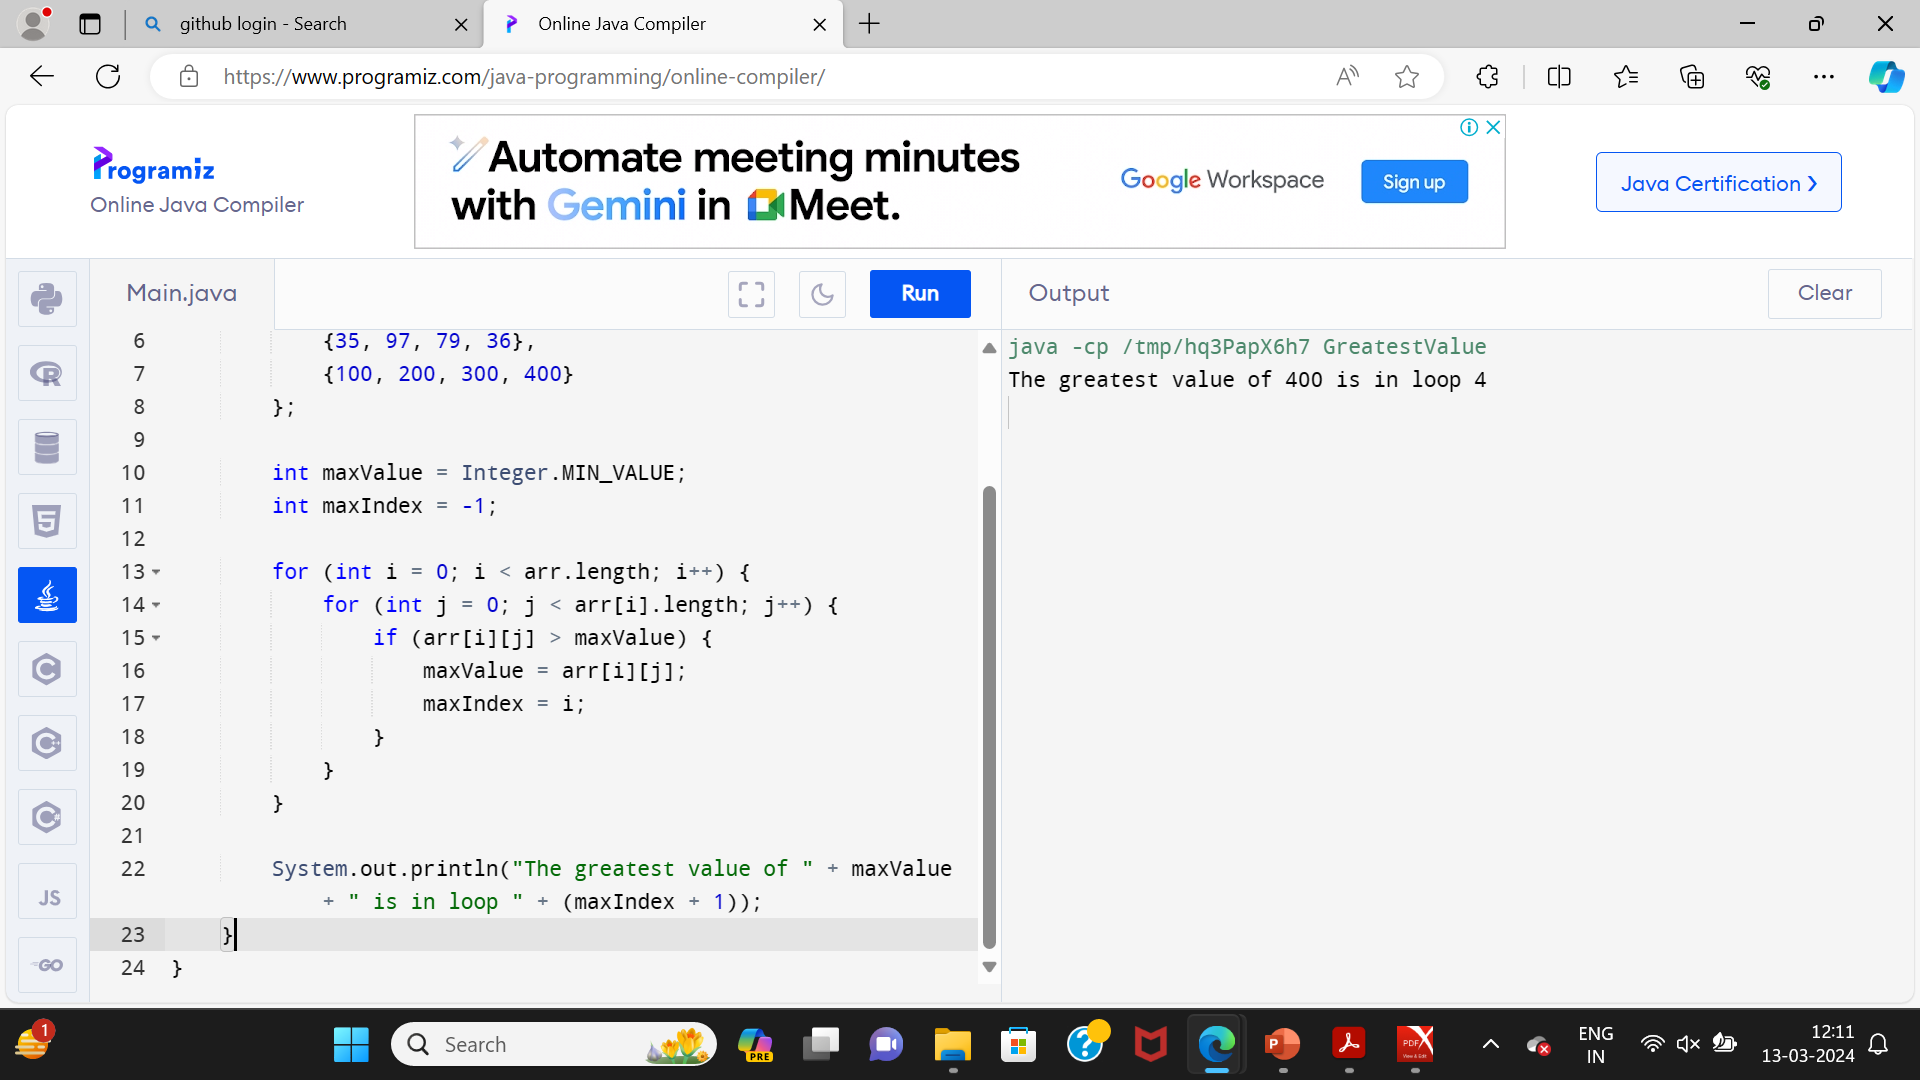 github login - Search
Online Java Compiler
https://www.programiz.com/java-programming/online-compiler/
Programiz
Online Java Compiler
Automate meeting minutes
with Gemini in Meet.
Google Workspace
Sign up
Java Certification ❯
Main.java
Run
Output
Clear
6 {35, 97, 79, 36},
7 {100, 200, 300, 400}
8 };
9
10 int maxValue = Integer.MIN_VALUE;
11 int maxIndex = -1;
12
13 for (int i = 0; i < arr.length; i++) {
14 for (int j = 0; j < arr[i].length; j++) {
15 if (arr[i][j] > maxValue) {
16 maxValue = arr[i][j];
17 maxIndex = i;
18 }
19 }
20 }
21
22 System.out.println("The greatest value of " + maxValue
+ " is in loop " + (maxIndex + 1));
23 }
24 }
java -cp /tmp/hq3PapX6h7 GreatestValue
The greatest value of 400 is in loop 4
R
5
C
C++
C#
JS
GO
1
Search
PRE
P
PDF
View & Edit
ENG
IN
12:11
13-03-2024